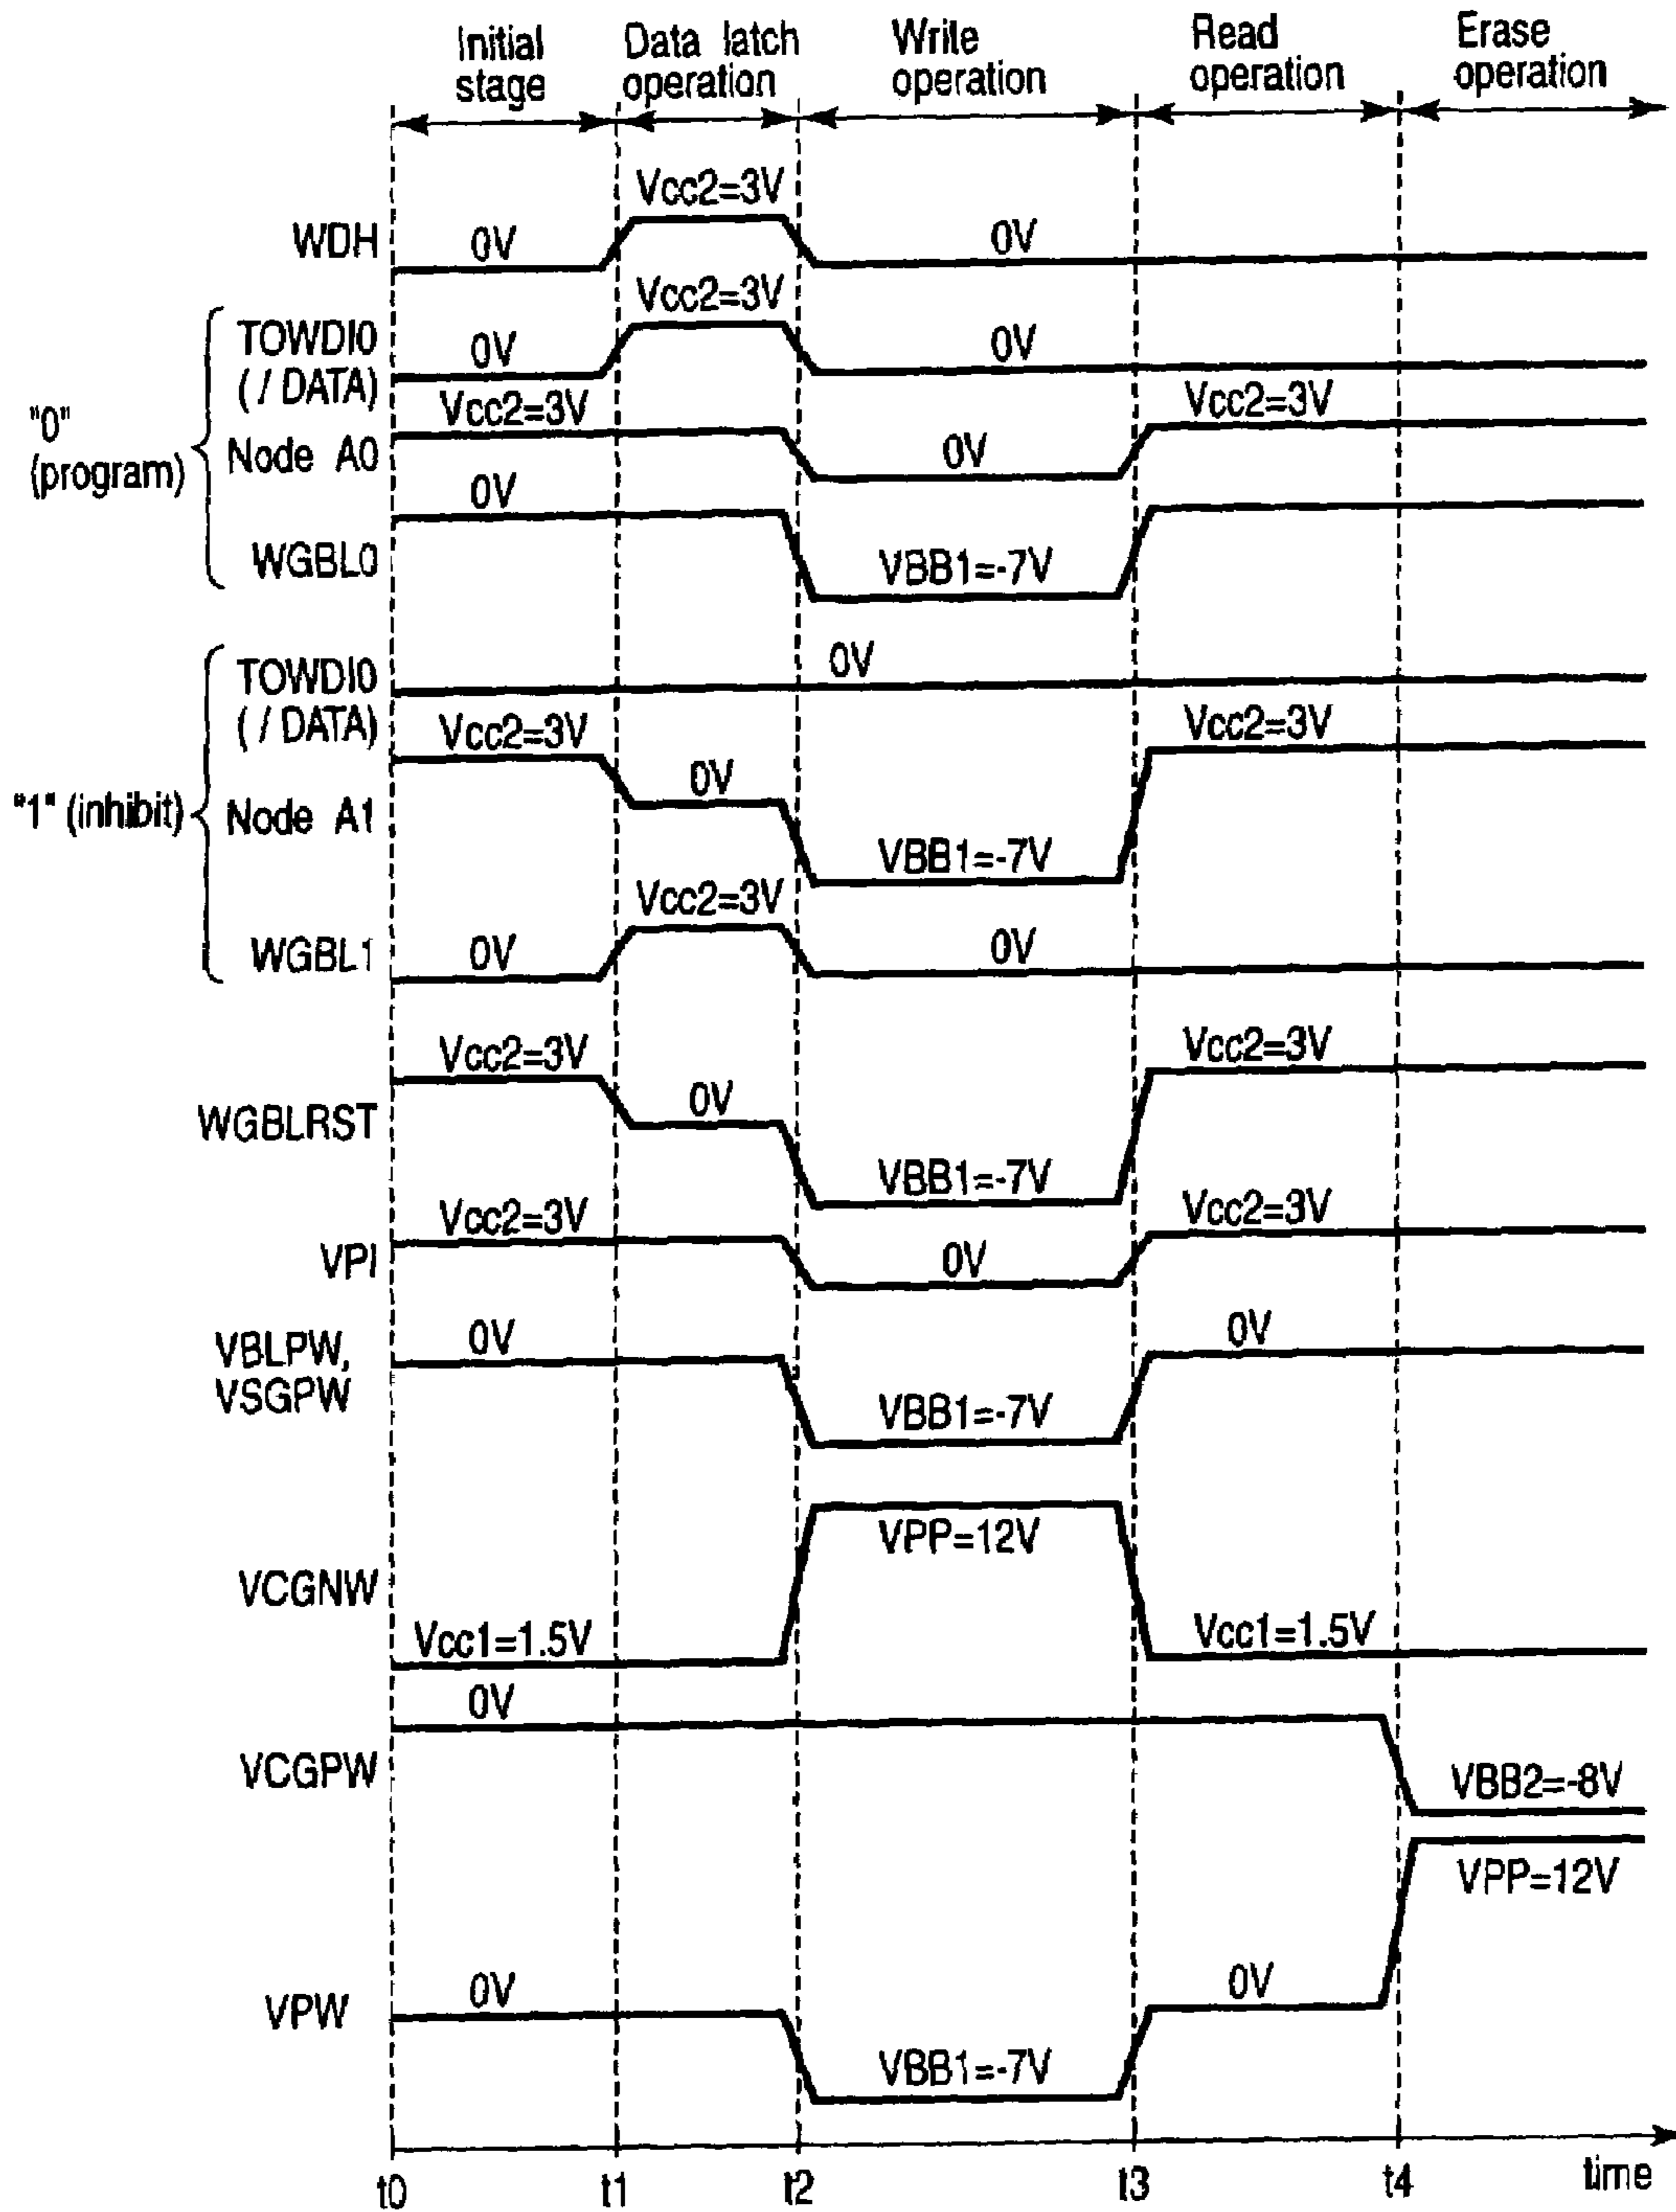 Initial
stage
Data latch
operation
Write
operation
Read
operation
Erase
operation
Vcc2=3V
WDH
0V
0V
Vcc2=3V
"0"
(program)
TOWDI0
(/DATA)
0V
0V
Vcc2=3V
Vcc2=3V
Node A0
0V
0V
WGBL0
VBB1=-7V
"1" (inhibit)
TOWDI0
(/DATA)
0V
Vcc2=3V
Vcc2=3V
Node A1
0V
VBB1=-7V
Vcc2=3V
WGBL1
0V
0V
Vcc2=3V
Vcc2=3V
WGBLRST
0V
VBB1=-7V
Vcc2=3V
Vcc2=3V
VPI
0V
VBLPW,
VSGPW
0V
0V
VBB1=-7V
VPP=12V
VCGNW
Vcc1=1.5V
Vcc1=1.5V
0V
VCGPW
VBB2=-8V
VPP=12V
VPW
0V
0V
VBB1=-7V
t0
t1
t2
t3
t4
time